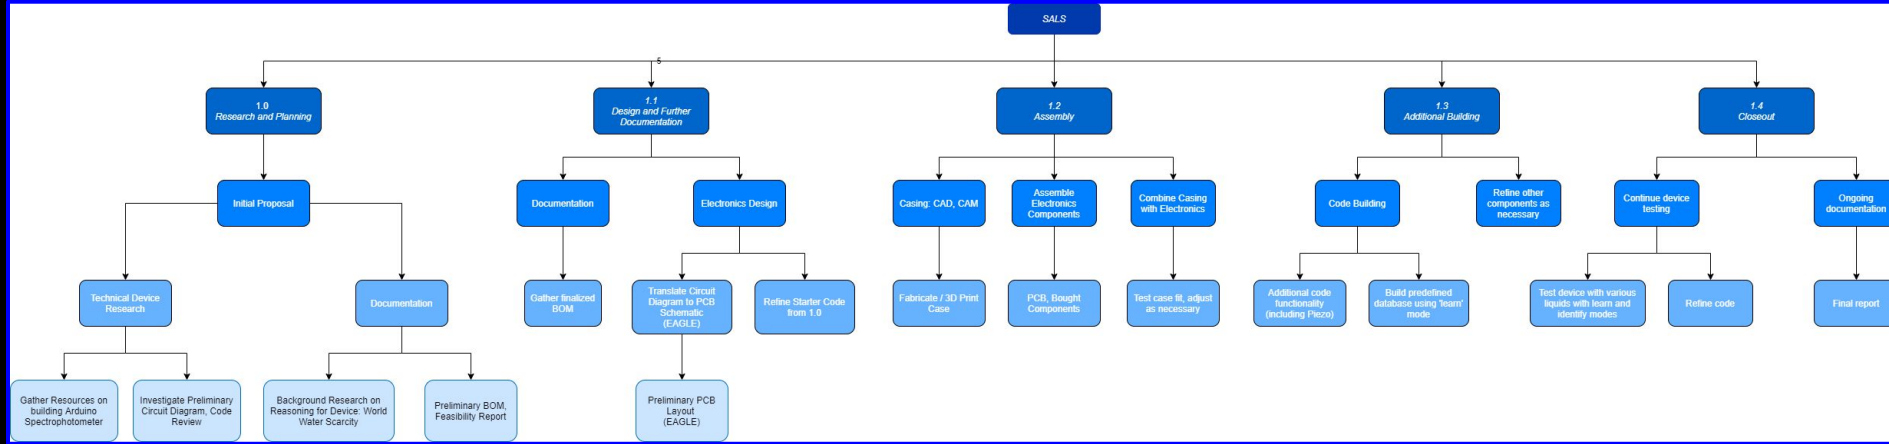 SALS
5
1.0
Research and Planning
1.1
Design and Further
Documentation
1.2
Assembly
1.3
Additional Building
1.4
Closeout
Initial Proposal
Documentation
Electronics Design
Casing: CAD, CAM
Assemble
Electronics
Components
Combine Casing
with Electronics
Code Building
Refine other
components as
necessary
Continue device
testing
Ongoing
documentation
Technical Device
Research
Documentation
Gather finalized
BOM
Translate Circuit
Diagram to PCB
Schematic
(EAGLE)
Refine Starter Code
from 1.0
Fabricate / 3D Print
Case
PCB, Bought
Components
Test case fit, adjust
as necessary
Additional code
functionality
(including Piezo)
Build predefined
database using 'learn'
mode
Test device with various
liquids with learn and
identify modes
Refine code
Final report
Gather Resources on
building Arduino
Spectrophotometer
Investigate Preliminary
Circuit Diagram, Code
Review
Background Research on
Reasoning for Device: World
Water Scarcity
Preliminary BOM,
Feasibility Report
Preliminary PCB
Layout
(EAGLE)